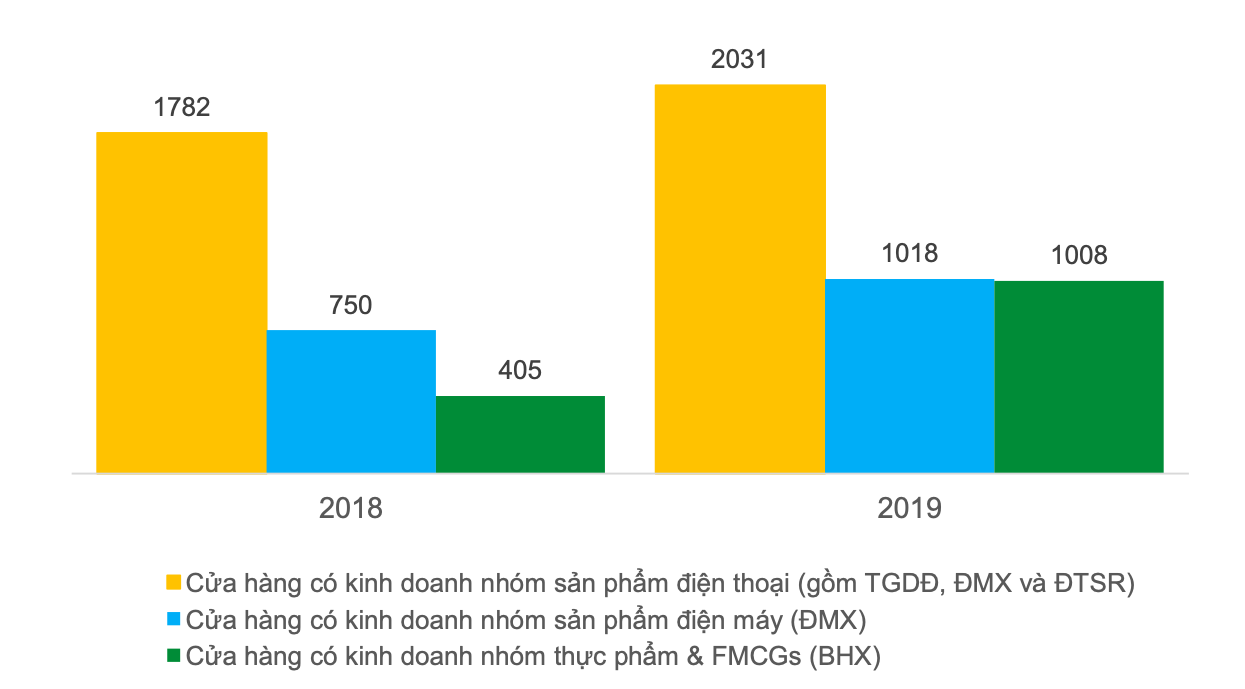 2031
1782
1018
1008
750
405
2018
2019
Cửa hàng có kinh doanh nhóm sản phẩm điện thoại (gồm TGDĐ, ĐMX và ĐTSR)
Cửa hàng có kinh doanh nhóm sản phẩm điện máy (ĐMX)
Cửa hàng có kinh doanh nhóm thực phẩm & FMCGs (BHX)